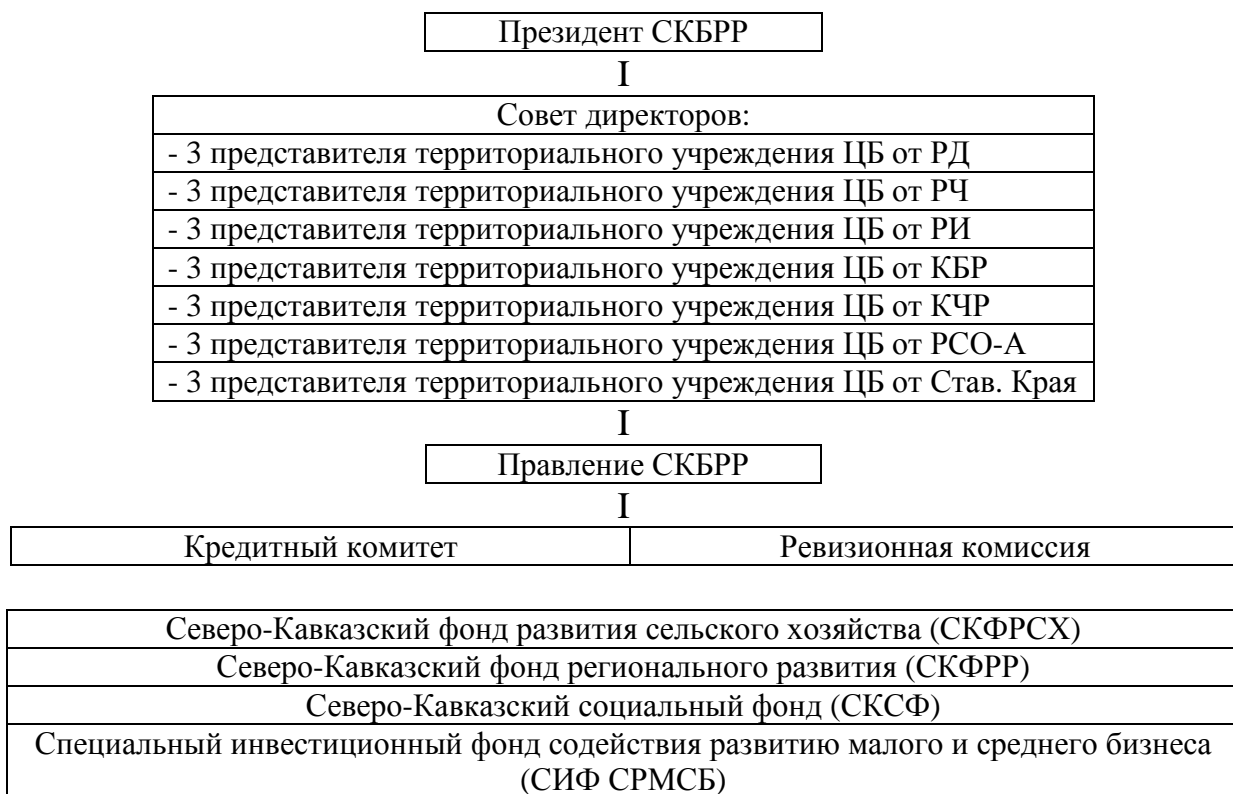 Президент СКБРР
I
Совет директоров:
- 3 представителя территориального учреждения ЦБ от РД
- 3 представителя территориального учреждения ЦБ от РЧ
- 3 представителя территориального учреждения ЦБ от РИ
- 3 представителя территориального учреждения ЦБ от КБР
- 3 представителя территориального учреждения ЦБ от КЧР
- 3 представителя территориального учреждения ЦБ от РСО-А
- 3 представителя территориального учреждения ЦБ от Став. Края
I
Правление СКБРР
I
Кредитный комитет Ревизионная комиссия
Северо-Кавказский фонд развития сельского хозяйства (СКФРСХ)
Северо-Кавказский фонд регионального развития (СКФРР)
Северо-Кавказский социальный фонд (СКСФ)
Специальный инвестиционный фонд содействия развитию малого и среднего бизнеса
(СИФ СРМСБ)